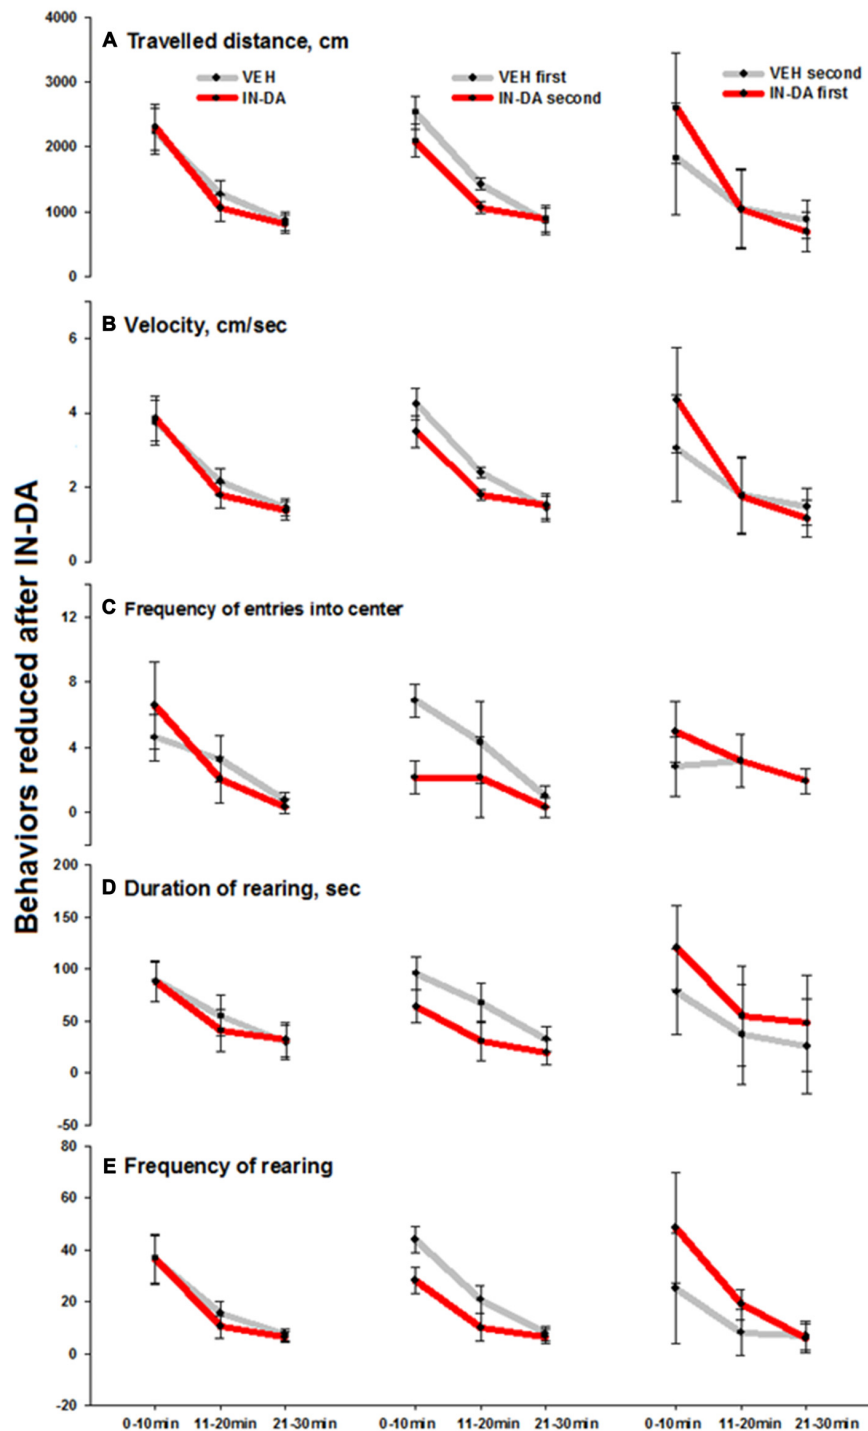 Behaviors reduced after IN-DA
A Travelled distance, cm
VEH
IN-DA
VEH first
IN-DA second
VEH second
IN-DA first
4000
3000
2000
1000
0
B Velocity, cm/sec
6
4
2
0
C Frequency of entries into center
12
8
4
0
D Duration of rearing, sec
200
150
100
50
0
-50
E Frequency of rearing
80
60
40
20
0
-20
0-10min 11-20min 21-30min 0-10min 11-20min 21-30min 0-10min 11-20min 21-30min